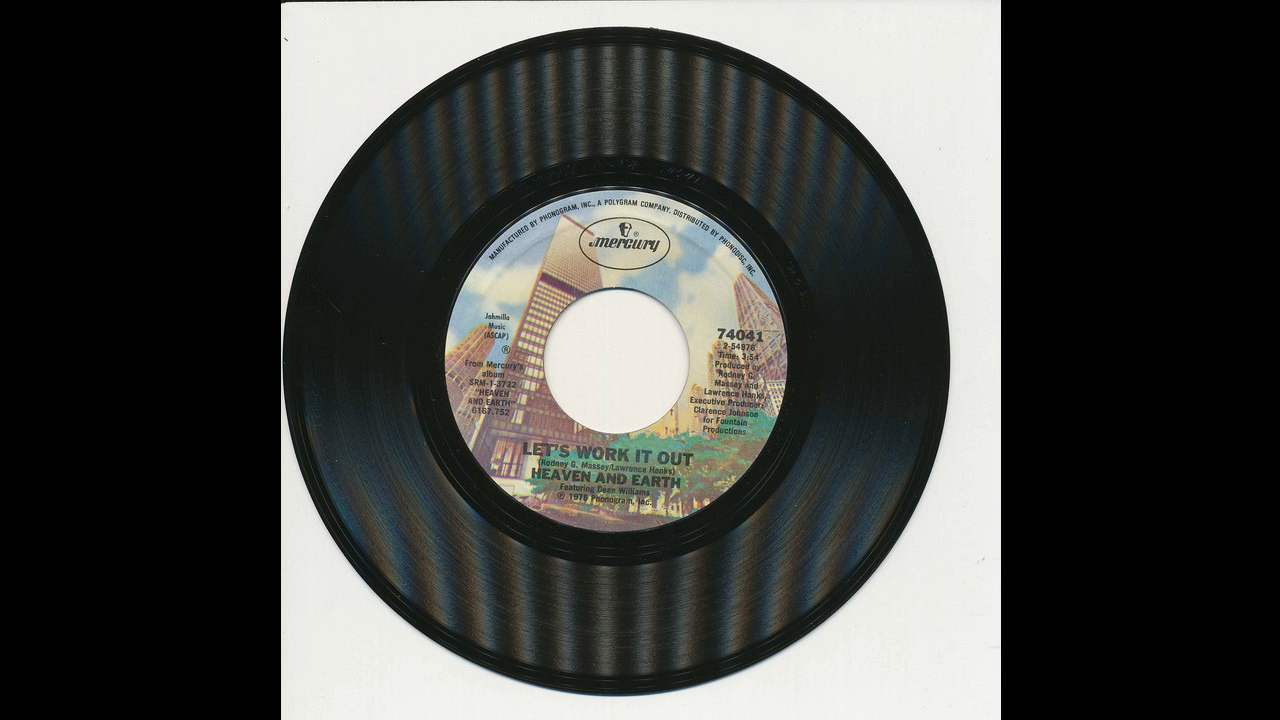 MANUFACTURED BY PHONOGRAM, INC., A POLYGRAM COMPANY. DISTRIBUTED BY PHONODISC, INC.
mercury®
Jahmilla
Music
(ASCAP)
®
From Mercury's
album
SRM-1-3722
"HEAVEN
AND EARTH"
6167.752
74041
2-54976
Time: 3:54
Produced by
Rodney G.
Massey and
Lawrence Hanks
Executive Producer:
Clarence Johnson
for Fountain
Productions
LET'S WORK IT OUT
(Rodney G. Massey/Lawrence Hanks)
HEAVEN AND EARTH
Featuring Dean Williams
℗ 1978 Phonogram, Inc.